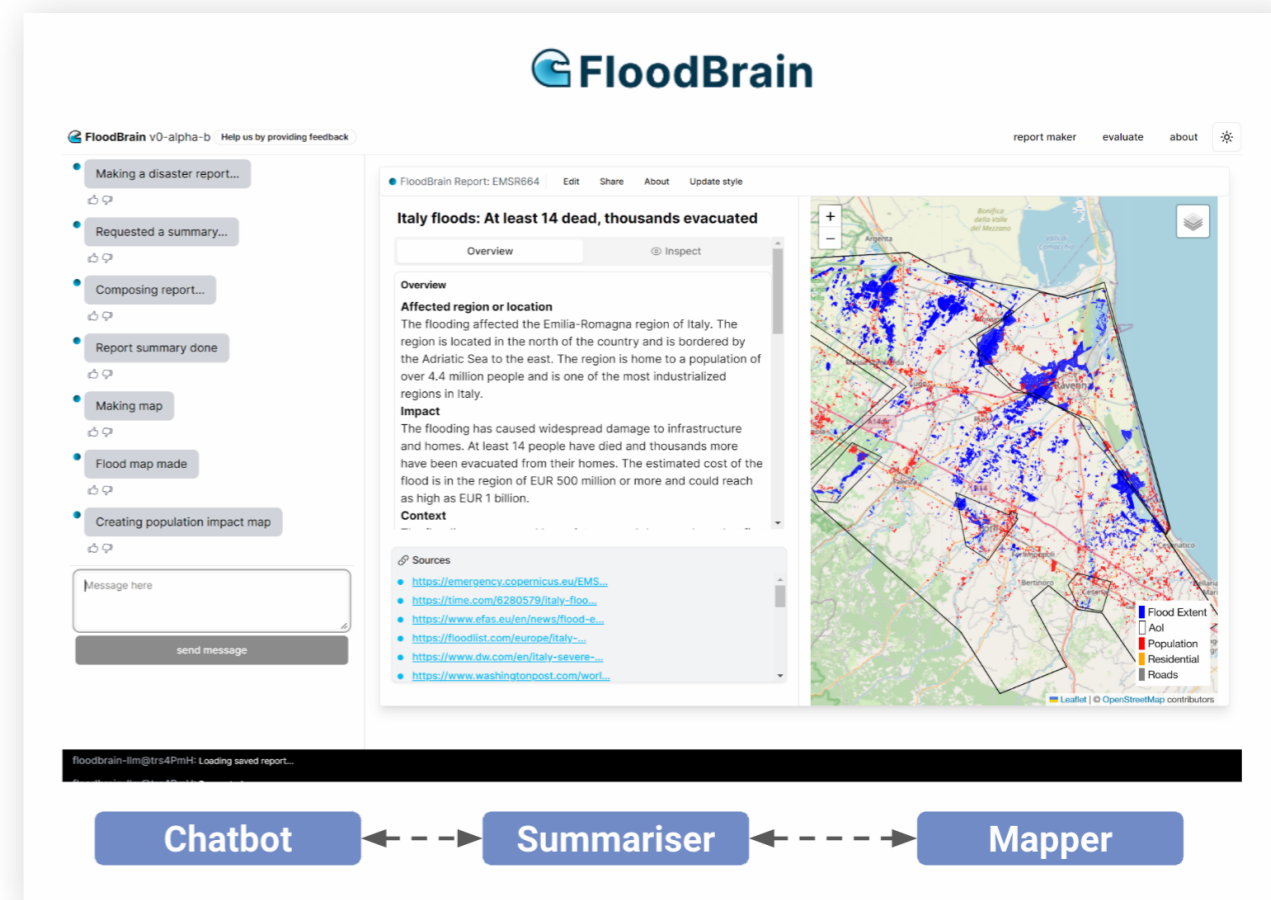 FloodBrain
FloodBrain v0-alpha-b Help us by providing feedback
report maker evaluate about
Making a disaster report...
Requested a summary...
Composing report...
Report summary done
Making map
Flood map made
Creating population impact map
Message here
send message
FloodBrain Report: EMSR664 Edit Share About Update style
Italy floods: At least 14 dead, thousands evacuated
Overview Inspect
Overview
Affected region or location
The flooding affected the Emilia-Romagna region of Italy. The
region is located in the north of the country and is bordered by
the Adriatic Sea to the east. The region is home to a population of
over 4.4 million people and is one of the most industrialized
regions in Italy.
Impact
The flooding has caused widespread damage to infrastructure
and homes. At least 14 people have died and thousands more
have been evacuated from their homes. The estimated cost of the
flood is in the region of EUR 500 million or more and could reach
as high as EUR 1 billion.
Context
Sources
https://emergency.copernicus.eu/EMS...
https://time.com/6280579/italy-floo...
https://www.efas.eu/en/news/flood-e...
https://floodlist.com/europe/italy-...
https://www.dw.com/en/italy-severe-...
https://www.washingtonpost.com/worl...
+
−
Bonifica
della Valle
del Mezzano
Argenta
Bertinoro
Flood Extent
AoI
Population
Residential
Roads
Leaflet | © OpenStreetMap contributors
floodbrain-llm@trs4PmH: Loading saved report...
Chatbot
Summariser
Mapper